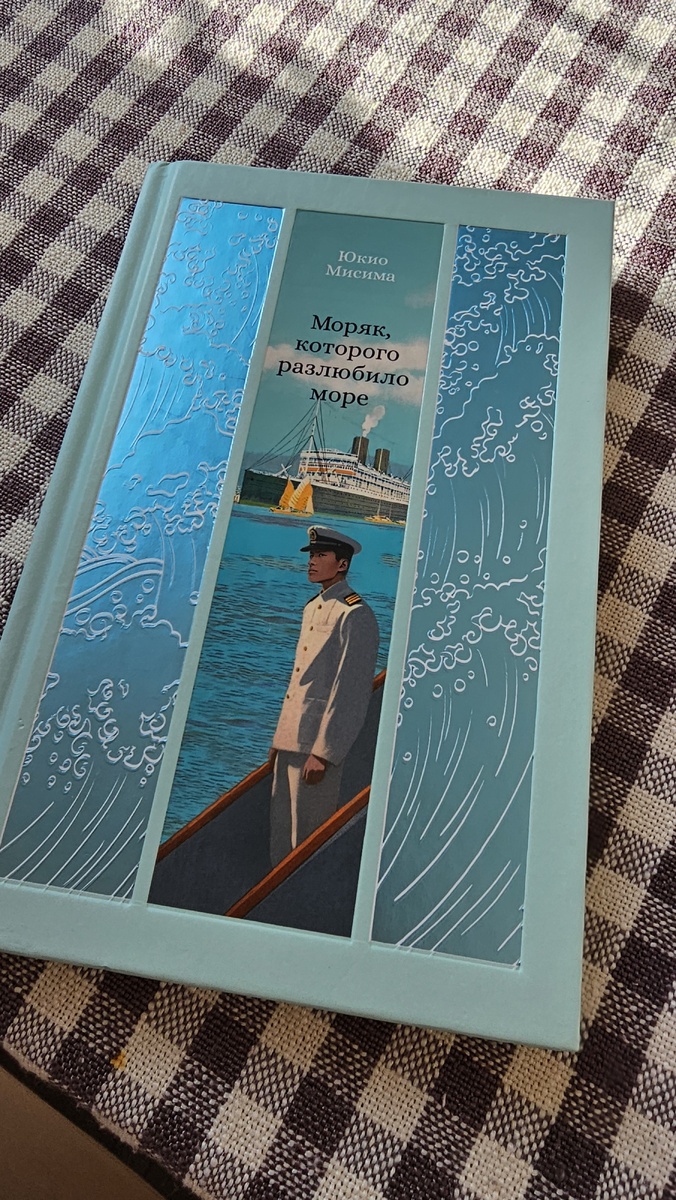 Юкио
Мисима
Моряк,
которого
разлюбило
море